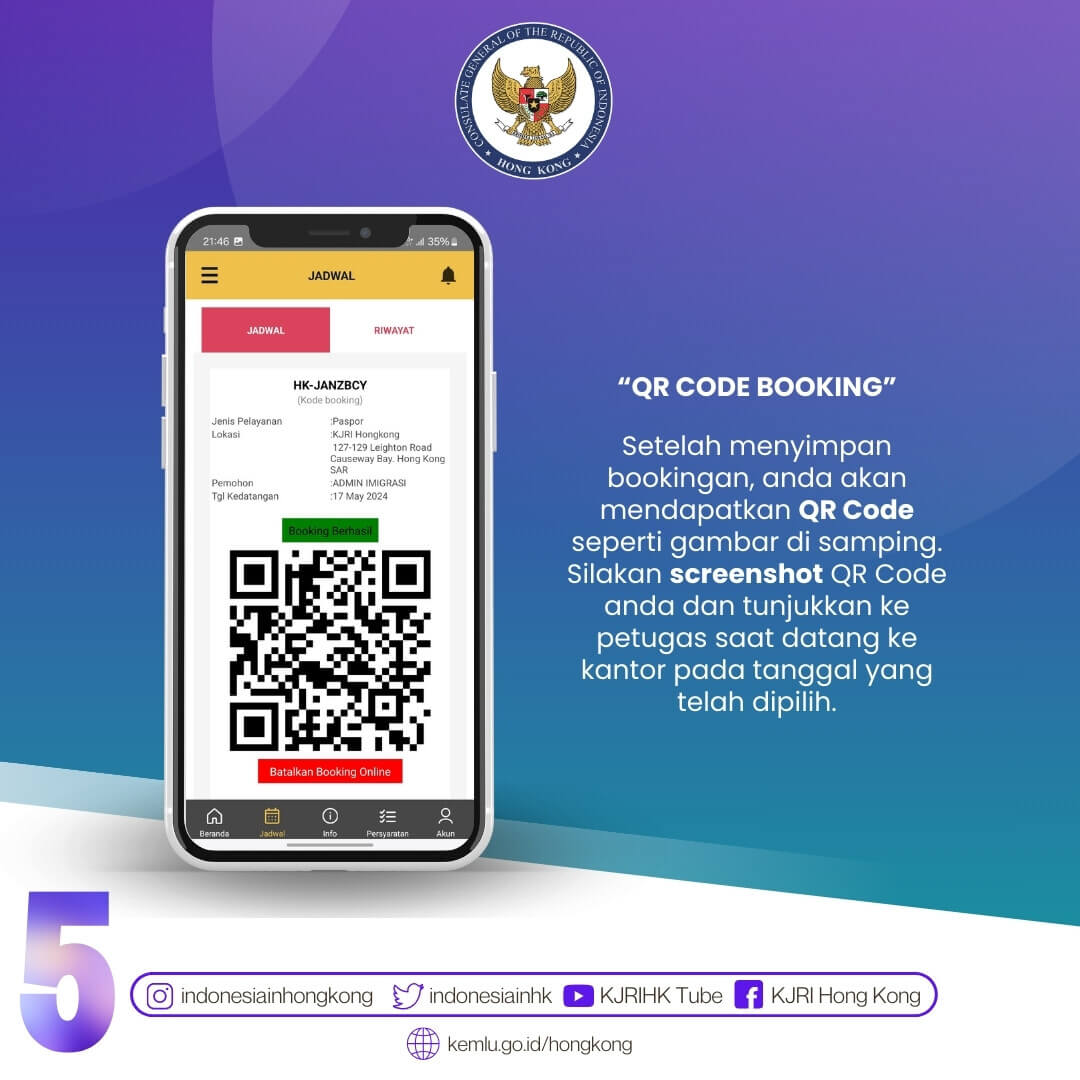 CONSULATE GENERAL OF THE REPUBLIC OF INDONESIA
HONG KONG
21:46
35%
JADWAL
JADWAL
RIWAYAT
HK-JANZBCY
(Kode booking)
Jenis Pelayanan :Paspor
Lokasi :KJRI Hongkong
127-129 Leighton Road
Causeway Bay. Hong Kong
SAR
Pemohon :ADMIN IMIGRASI
Tgl Kedatangan :17 May 2024
Booking Berhasil
Batalkan Booking Online
Beranda Jadwal Info Persyaratan Akun
“QR CODE BOOKING”
Setelah menyimpan
bookingan, anda akan
mendapatkan QR Code
seperti gambar di samping.
Silakan screenshot QR Code
anda dan tunjukkan ke
petugas saat datang ke
kantor pada tanggal yang
telah dipilih.
5
indonesiainhongkong indonesiainhk KJRIHK Tube KJRI Hong Kong
kemlu.go.id/hongkong